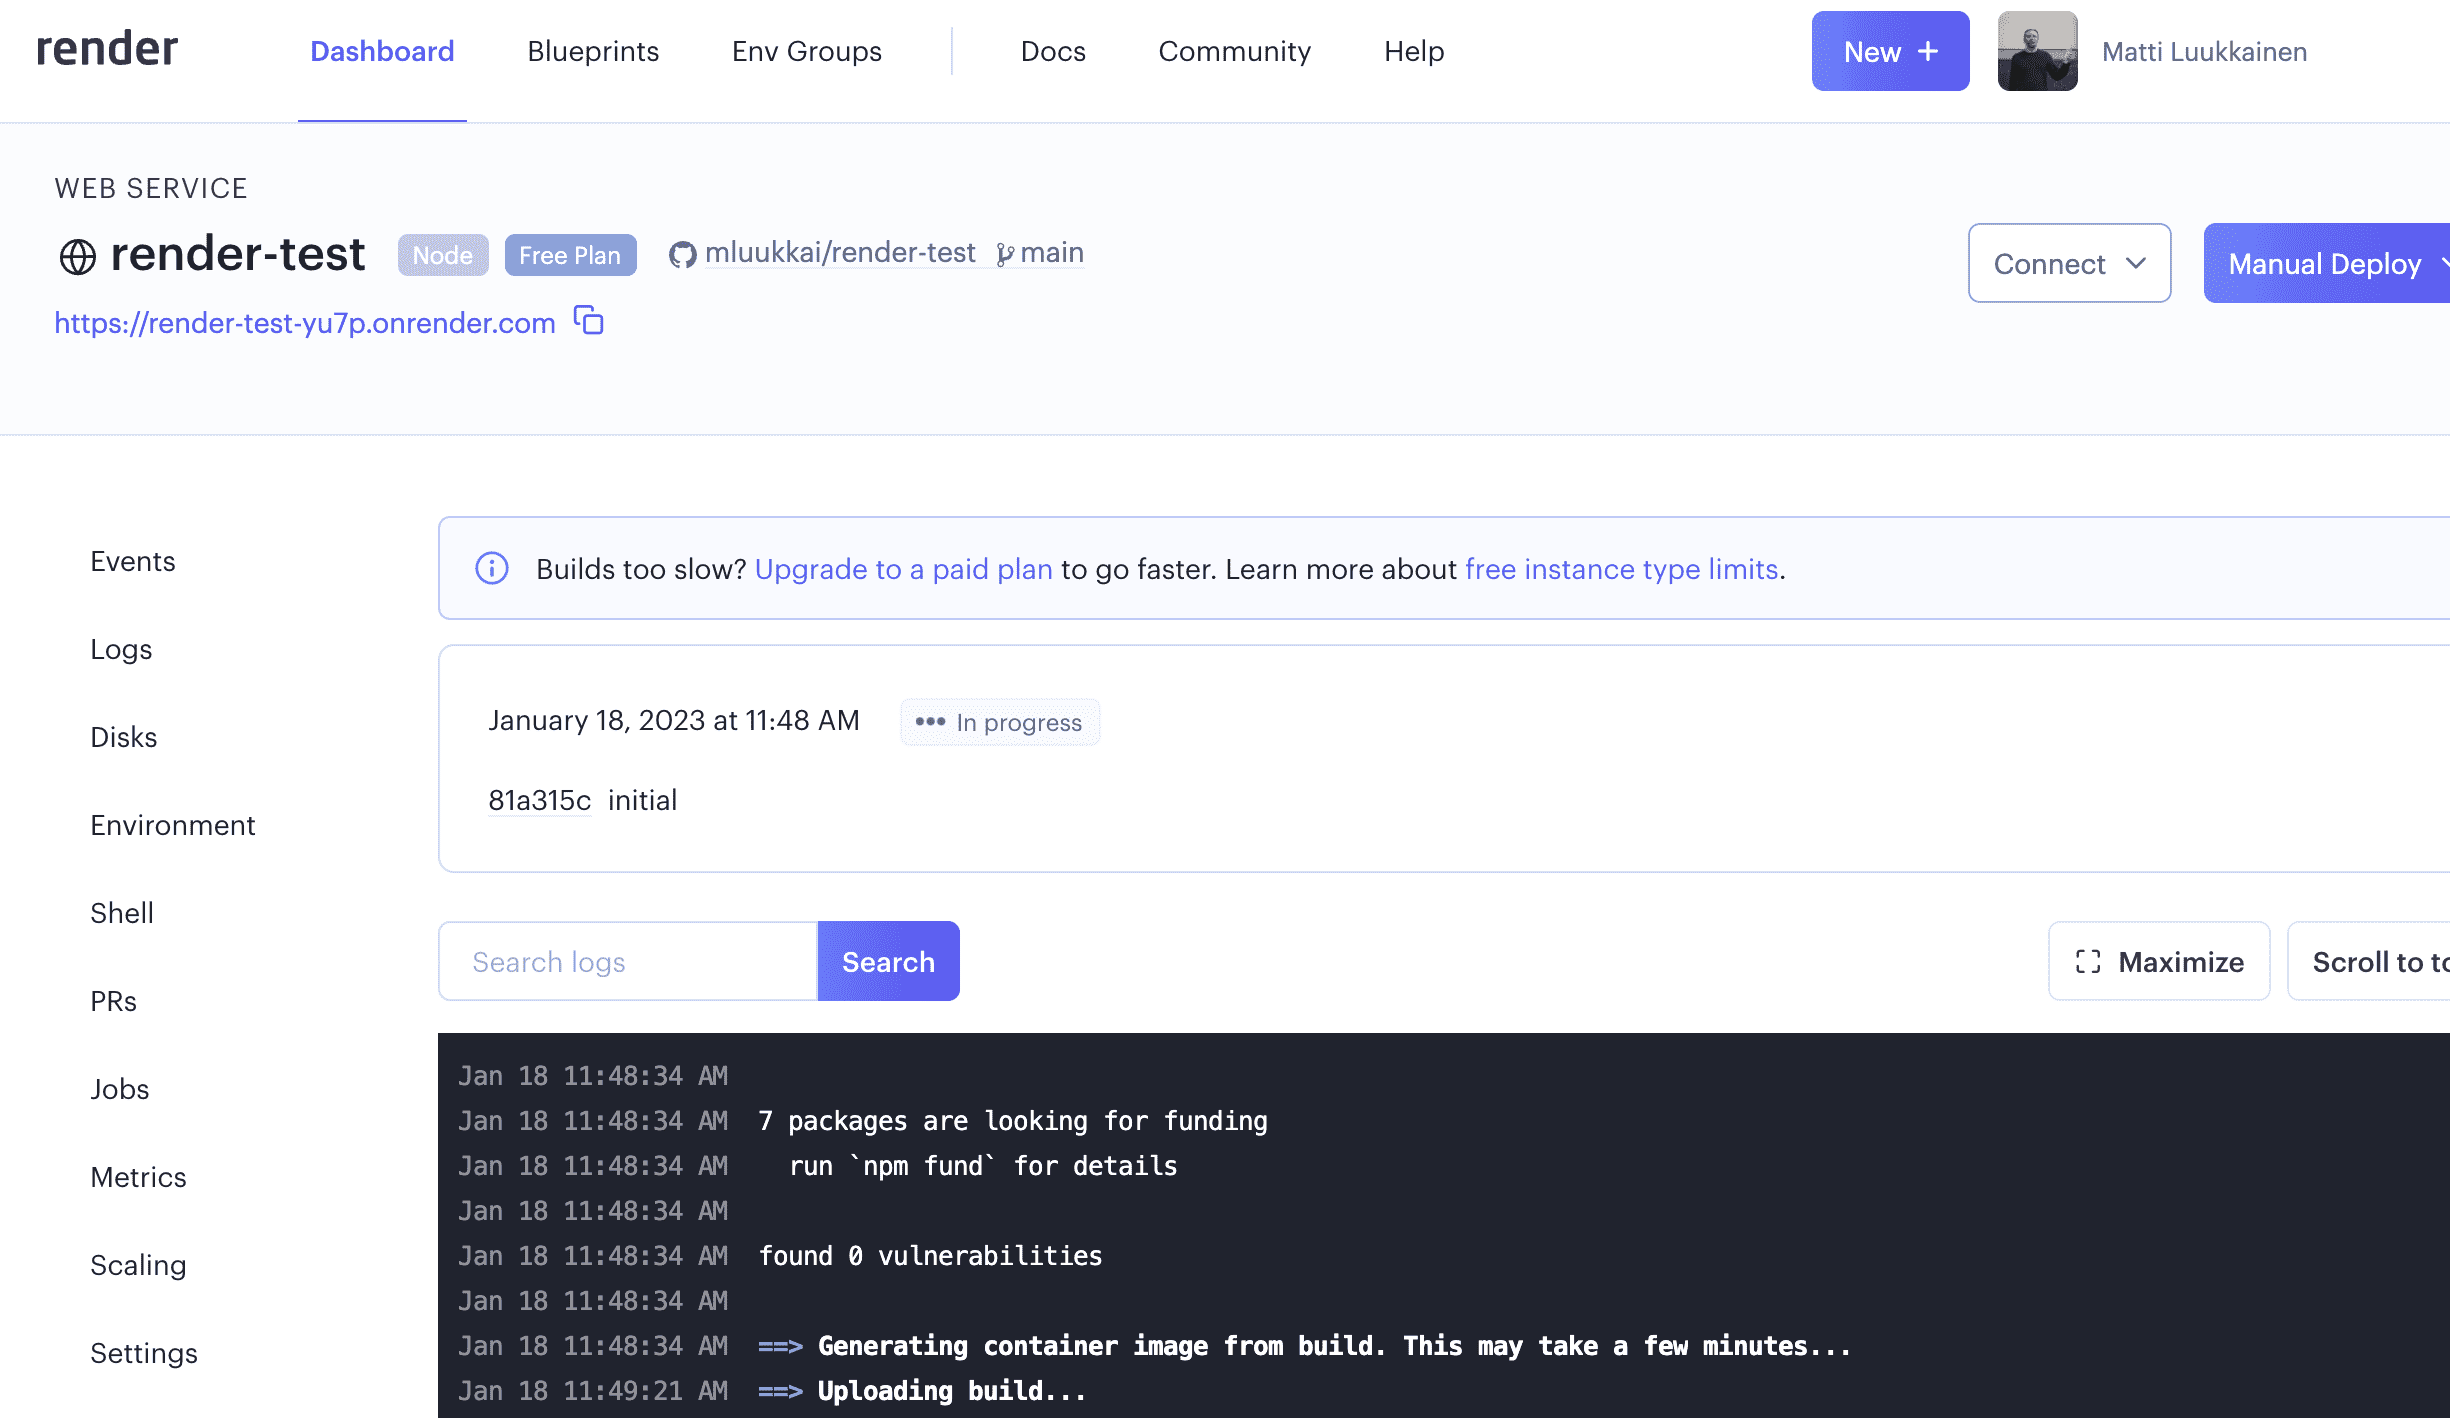 render Dashboard Blueprints Env Groups Docs Community Help New + Matti Luukkainen
WEB SERVICE
render-test Node Free Plan mluukkai/render-test main Connect Manual Deploy
https://render-test-yu7p.onrender.com
Events
Logs
Disks
Environment
Shell
PRs
Jobs
Metrics
Scaling
Settings
Builds too slow? Upgrade to a paid plan to go faster. Learn more about free instance type limits.
January 18, 2023 at 11:48 AM ••• In progress
81a315c initial
Search logs Search Maximize Scroll to
Jan 18 11:48:34 AM
Jan 18 11:48:34 AM 7 packages are looking for funding
Jan 18 11:48:34 AM run `npm fund` for details
Jan 18 11:48:34 AM
Jan 18 11:48:34 AM found 0 vulnerabilities
Jan 18 11:48:34 AM
Jan 18 11:48:34 AM ==> Generating container image from build. This may take a few minutes...
Jan 18 11:49:21 AM ==> Uploading build...